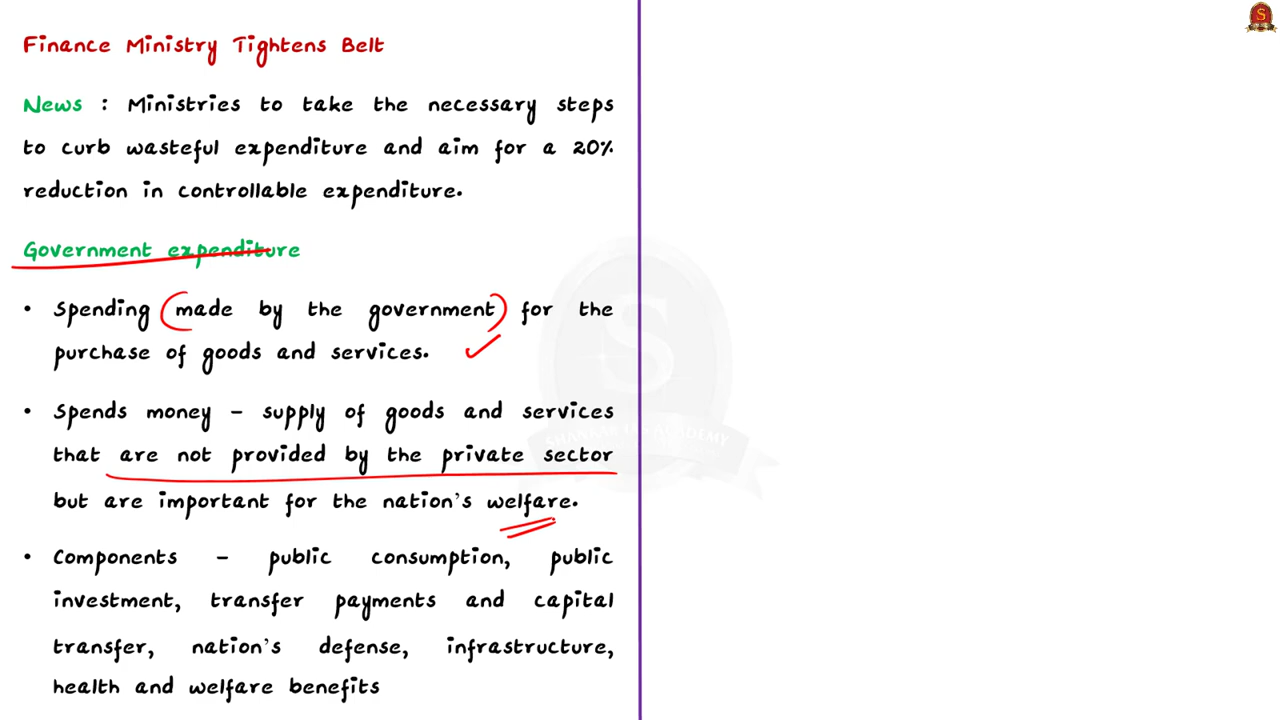 Finance Ministry Tightens Belt
News : Ministries to take the necessary steps
to curb wasteful expenditure and aim for a 20%
reduction in controllable expenditure.
Government expenditure
• Spending (made by the government) for the
purchase of goods and services.
• Spends money – supply of goods and services
that are not provided by the private sector
but are important for the nation's welfare.
• Components – public consumption, public
investment, transfer payments and capital
transfer, nation's defense, infrastructure,
health and welfare benefits
S
S